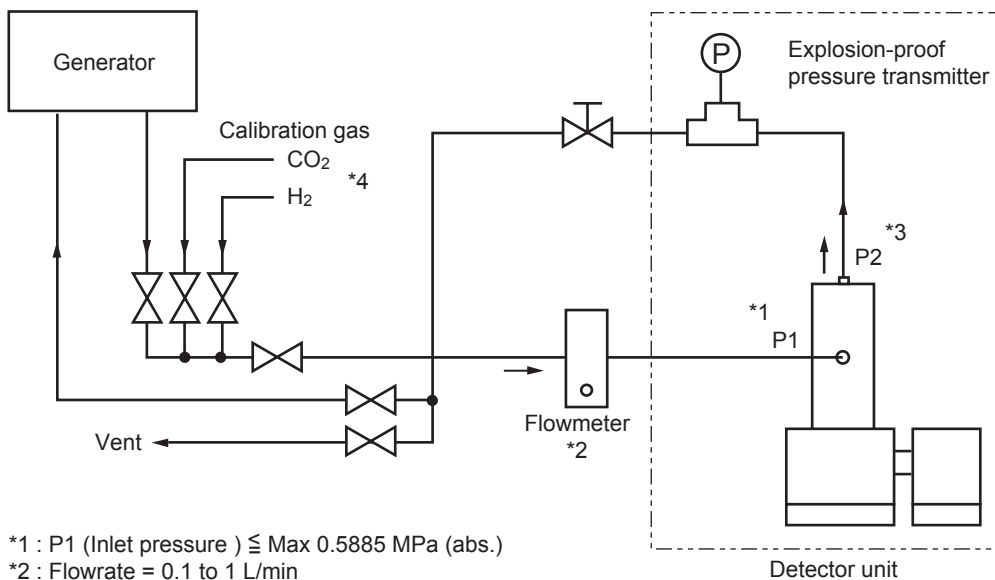 Generator
P
Explosion-proof
pressure transmitter
Calibration gas
CO₂
H₂
*4
*3
P2
*1
P1
Flowmeter
*2
Vent
*1 : P1 (Inlet pressure ) ≦ Max 0.5885 MPa (abs.)
*2 : Flowrate = 0.1 to 1 L/min
Detector unit